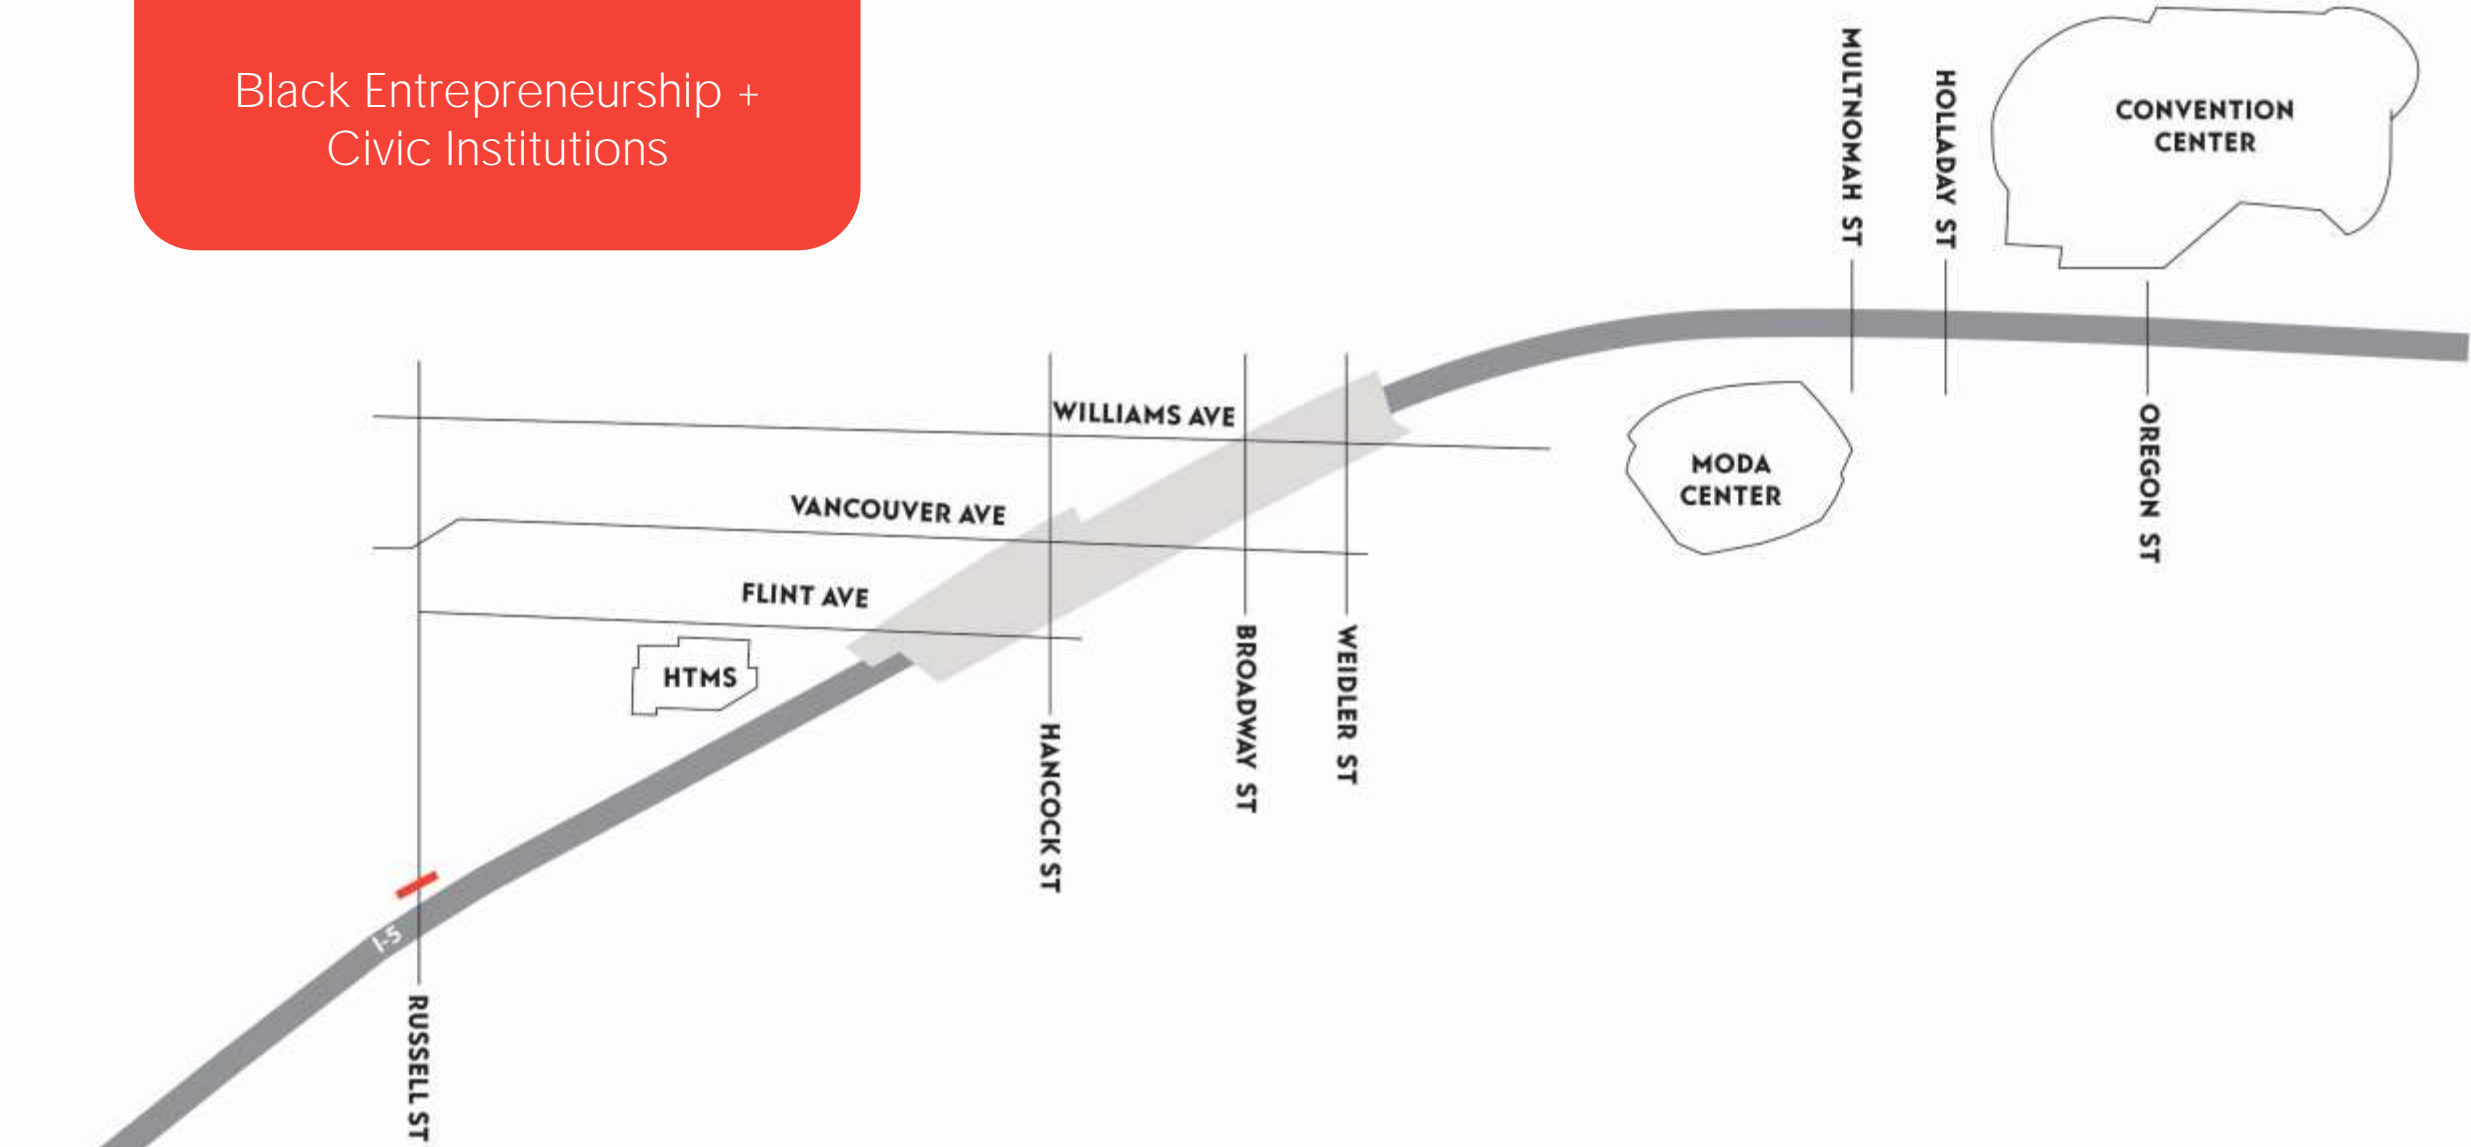 Black Entrepreneurship +
Civic Institutions
MULTNOMAH ST
HOLLADAY ST
CONVENTION
CENTER
WILLIAMS AVE
MODA
CENTER
OREGON ST
VANCOUVER AVE
FLINT AVE
HTMS
BROADWAY ST
WEIDLER ST
HANCOCK ST
I-5
RUSSELL ST